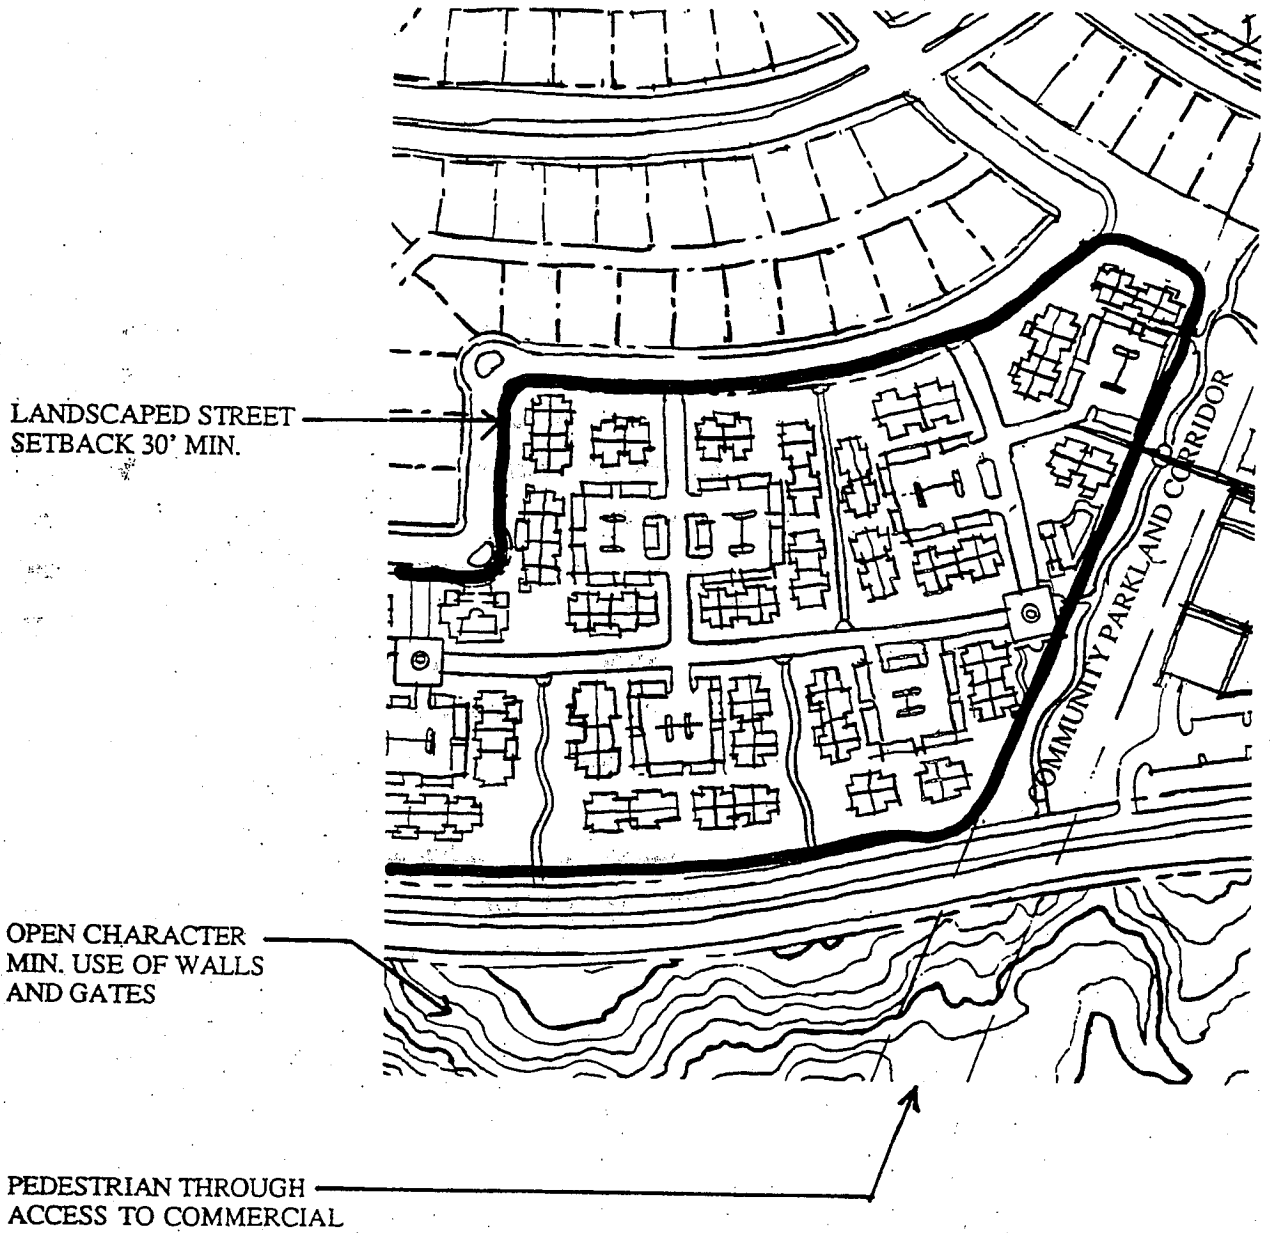 LANDSCAPED STREET
SETBACK 30' MIN.
COMMUNITY PARKLAND CORRIDOR
OPEN CHARACTER
MIN. USE OF WALLS
AND GATES
PEDESTRIAN THROUGH
ACCESS TO COMMERCIAL